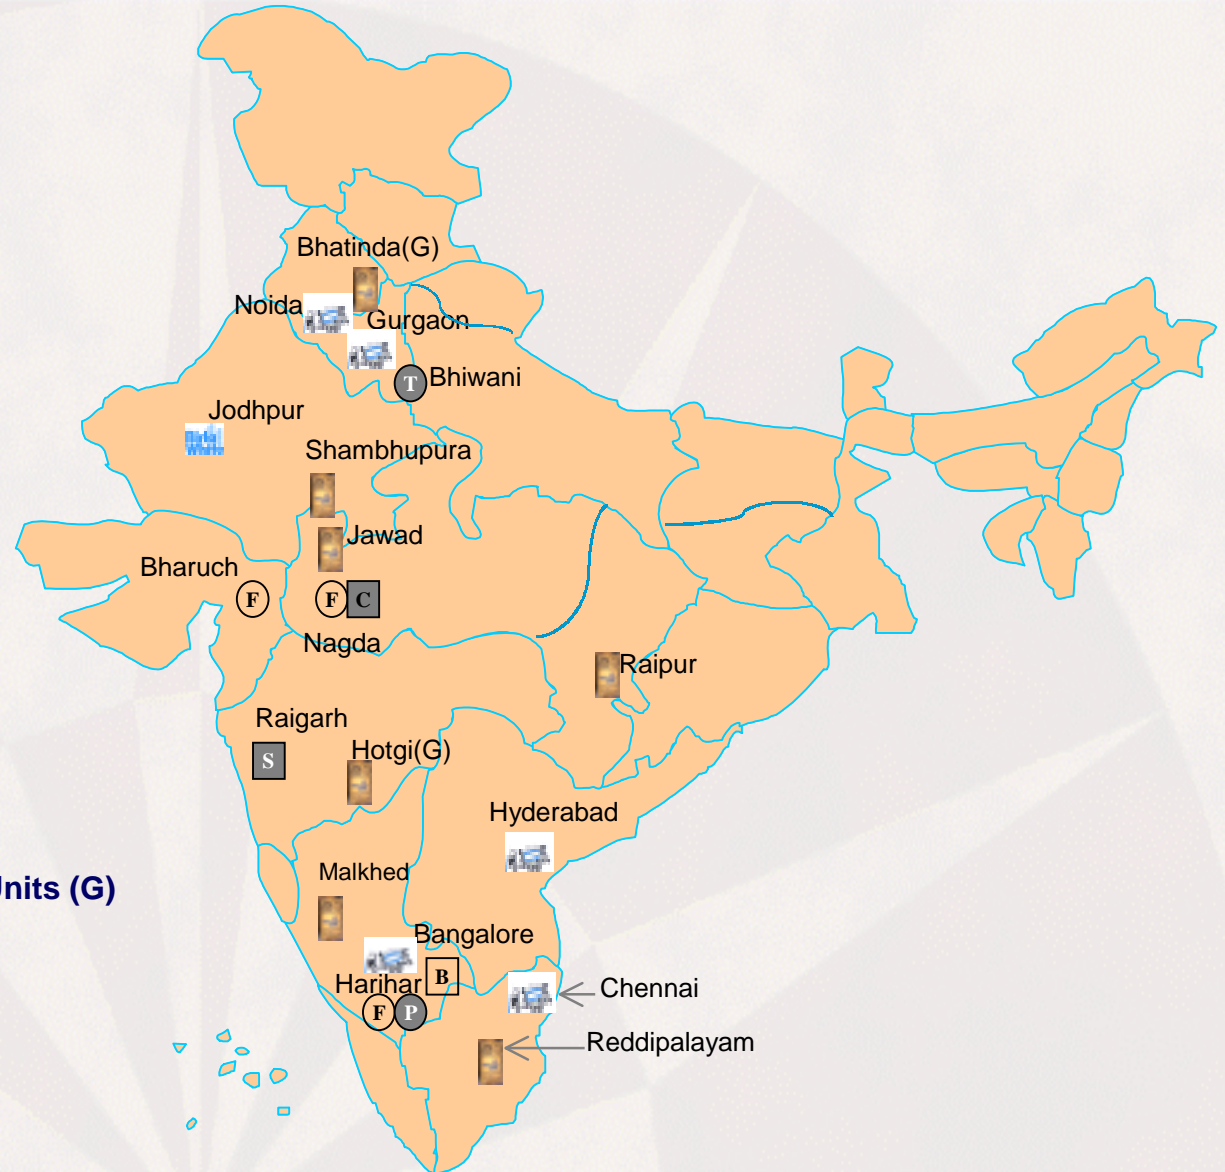 Bhatinda(G)
Noida
Gurgaon
T Bhiwani
Jodhpur
Shambhupura
Jawad
Bharuch
F
F C
Nagda
Raipur
Raigarh
S
Hotgi(G)
Hyderabad
Malkhed
nits (G)
Bangalore
B
Harihar
F P
Chennai
Reddipalayam